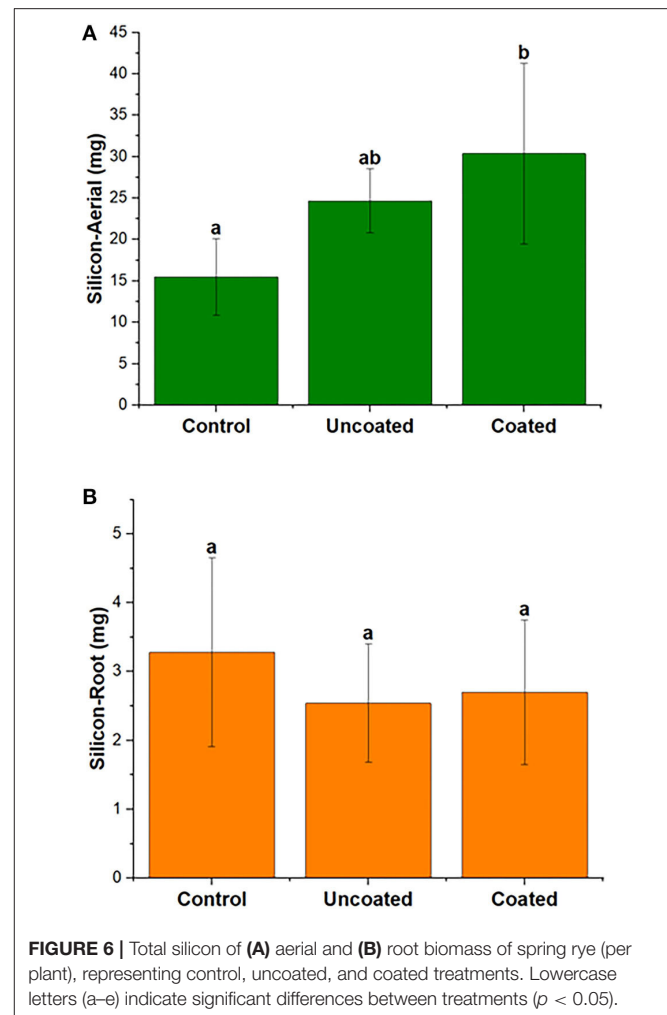 A
45
40
35
30
25
20
15
10
5
0
Silicon-Aerial (mg)
a
ab
b
Control Uncoated Coated
B
5
4
3
2
1
0
Silicon-Root (mg)
a
a
a
Control Uncoated Coated
FIGURE 6 | Total silicon of (A) aerial and (B) root biomass of spring rye (per
plant), representing control, uncoated, and coated treatments. Lowercase
letters (a–e) indicate significant differences between treatments (p < 0.05).